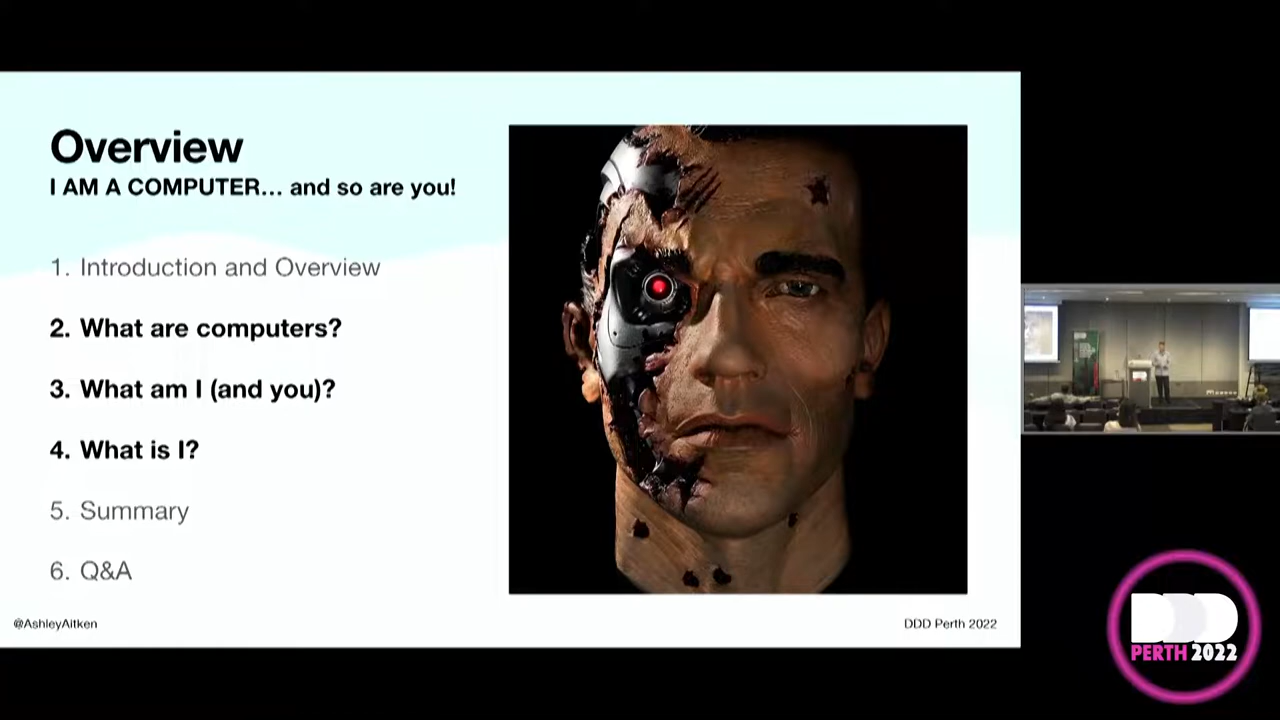 Overview
I AM A COMPUTER... and so are you!
1. Introduction and Overview
2. What are computers?
3. What am I (and you)?
4. What is I?
5. Summary
6. Q&A
@AshleyAitken
DDD Perth 2022
DDD
PERTH 2022